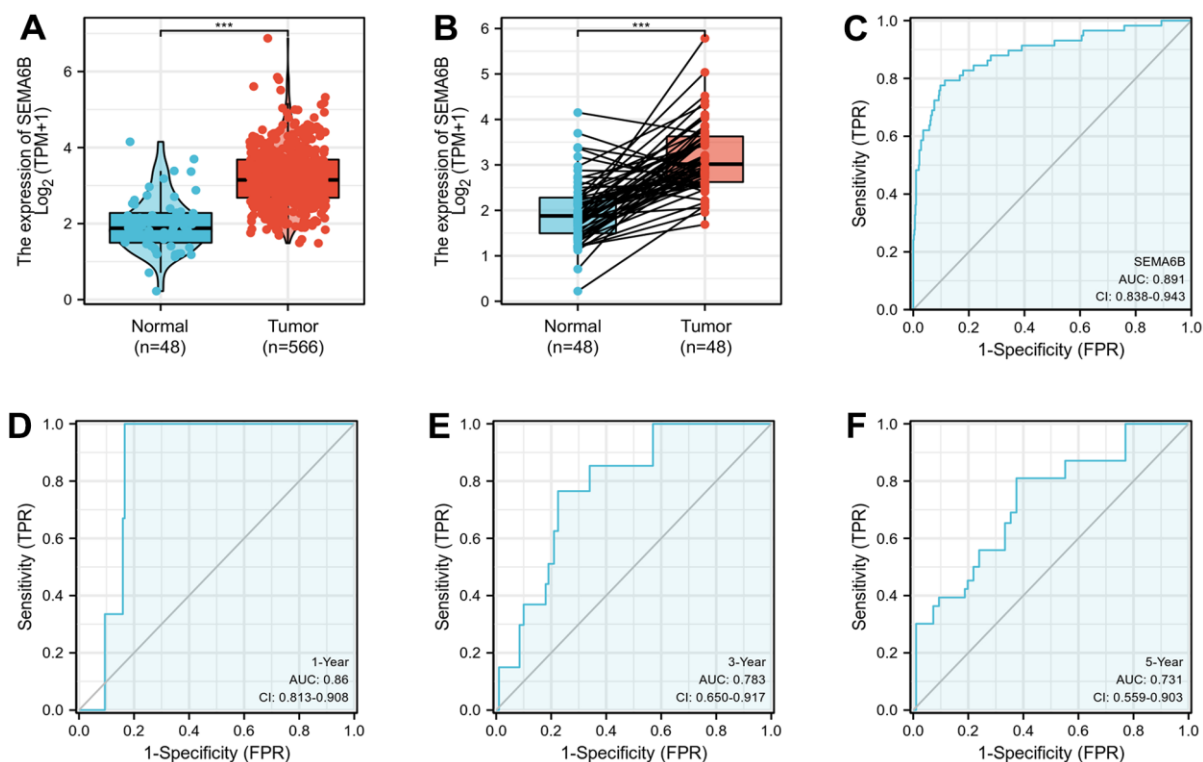 A
The expression of SEMA6B
Log2 (TPM+1)
6
4
2
0
***
Normal
(n=48)
Tumor
(n=566)
B
The expression of SEMA6B
Log2 (TPM+1)
6
5
4
3
2
1
0
***
Normal
(n=48)
Tumor
(n=48)
C
Sensitivity (TPR)
1.0
0.8
0.6
0.4
0.2
0.0
SEMA6B
AUC: 0.891
CI: 0.838-0.943
0.0 0.2 0.4 0.6 0.8 1.0
1-Specificity (FPR)
D
Sensitivity (TPR)
1.0
0.8
0.6
0.4
0.2
0.0
1-Year
AUC: 0.86
CI: 0.813-0.908
0.0 0.2 0.4 0.6 0.8 1.0
1-Specificity (FPR)
E
Sensitivity (TPR)
1.0
0.8
0.6
0.4
0.2
0.0
3-Year
AUC: 0.783
CI: 0.650-0.917
0.0 0.2 0.4 0.6 0.8 1.0
1-Specificity (FPR)
F
Sensitivity (TPR)
1.0
0.8
0.6
0.4
0.2
0.0
5-Year
AUC: 0.731
CI: 0.559-0.903
0.0 0.2 0.4 0.6 0.8 1.0
1-Specificity (FPR)